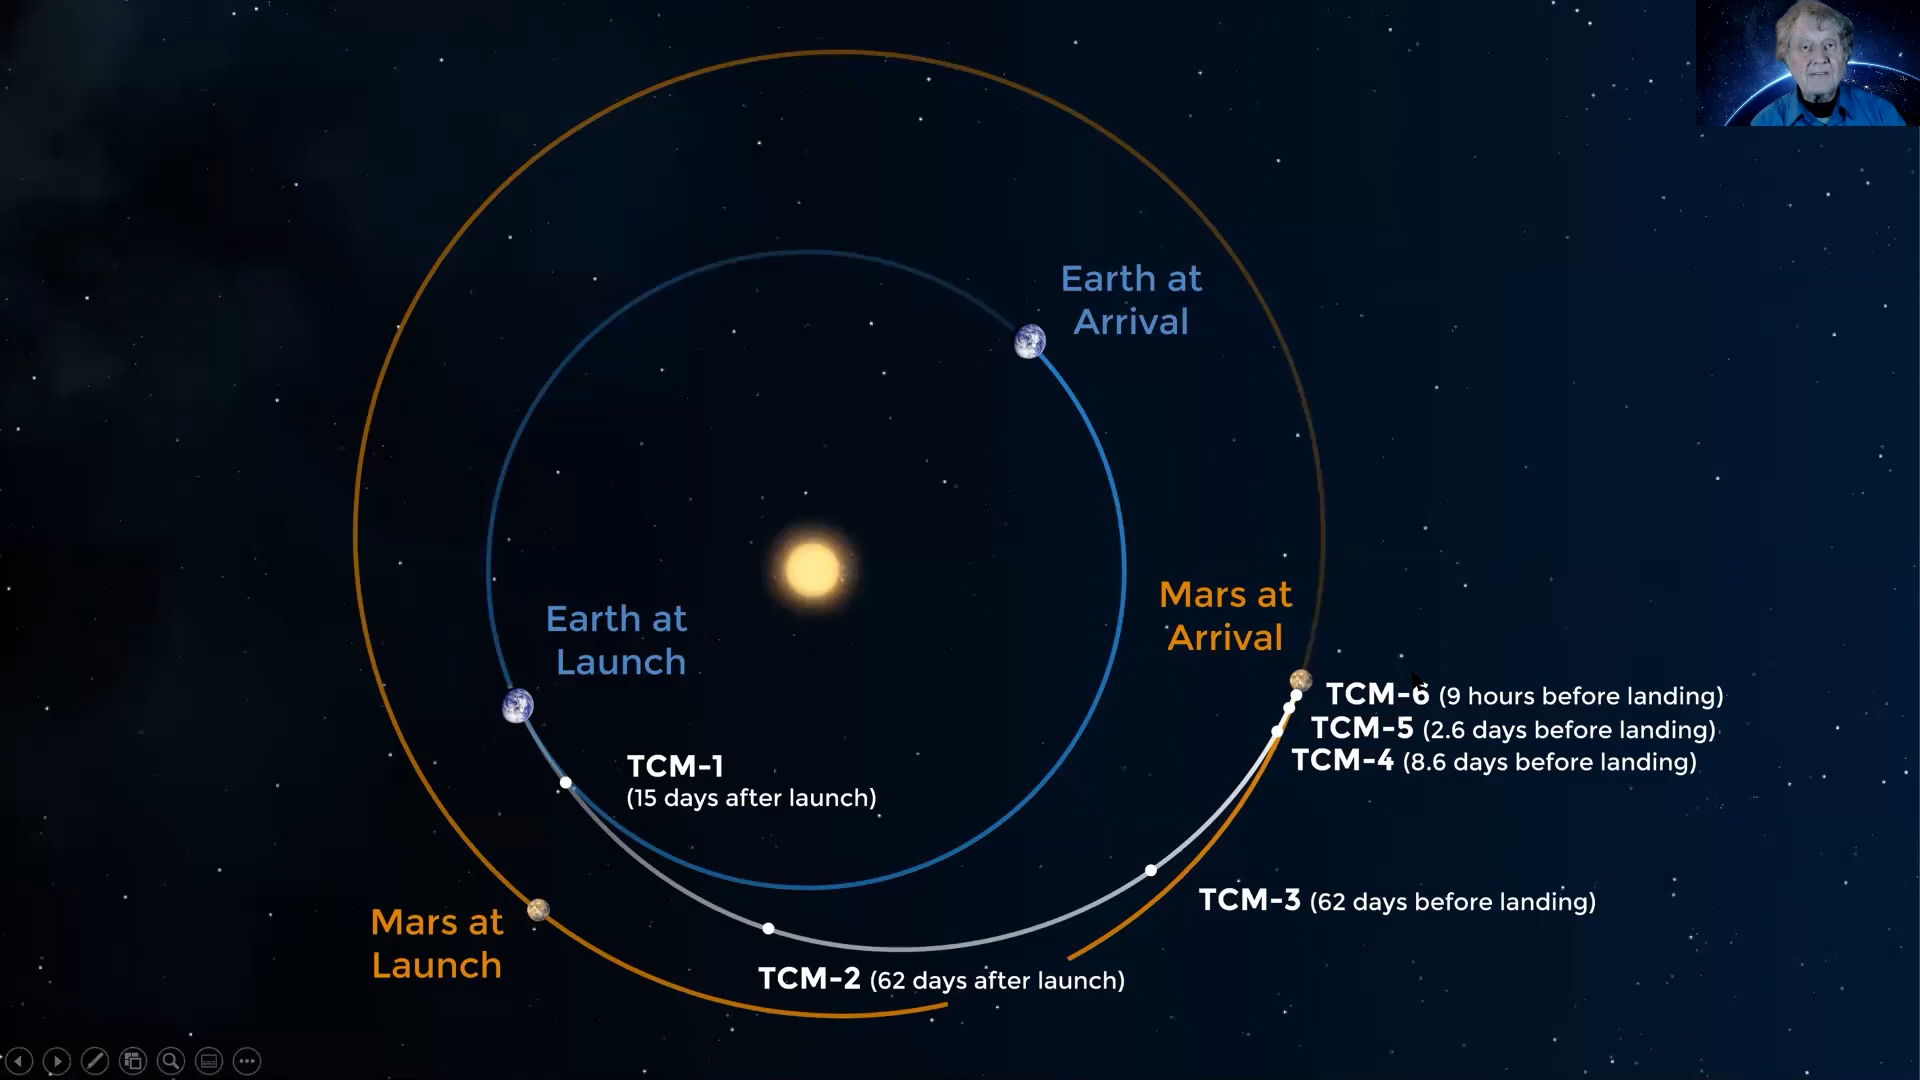 Earth at
Arrival
Mars at
Arrival
Earth at
Launch
TCM-6 (9 hours before landing)
TCM-5 (2.6 days before landing)
TCM-4 (8.6 days before landing)
TCM-1
(15 days after launch)
TCM-3 (62 days before landing)
Mars at
Launch
TCM-2 (62 days after launch)